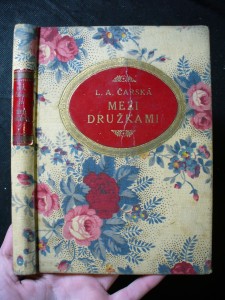 L. A. ČARSKÁ
MEZI
DRUŽKAMI